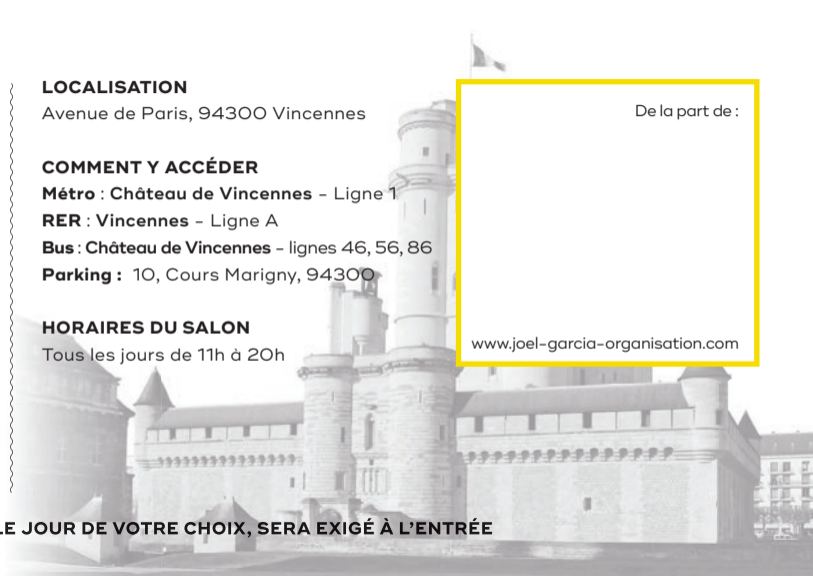 LOCALISATION
Avenue de Paris, 94300 Vincennes
COMMENT Y ACCÉDER
Métro : Château de Vincennes – Ligne 1
RER : Vincennes – Ligne A
Bus : Château de Vincennes – lignes 46, 56, 86
Parking : 10, Cours Marigny, 94300
HORAIRES DU SALON
Tous les jours de 11h à 20h
De la part de :
www.joel-garcia-organisation.com
LE JOUR DE VOTRE CHOIX, SERA EXIGÉ À L'ENTRÉE